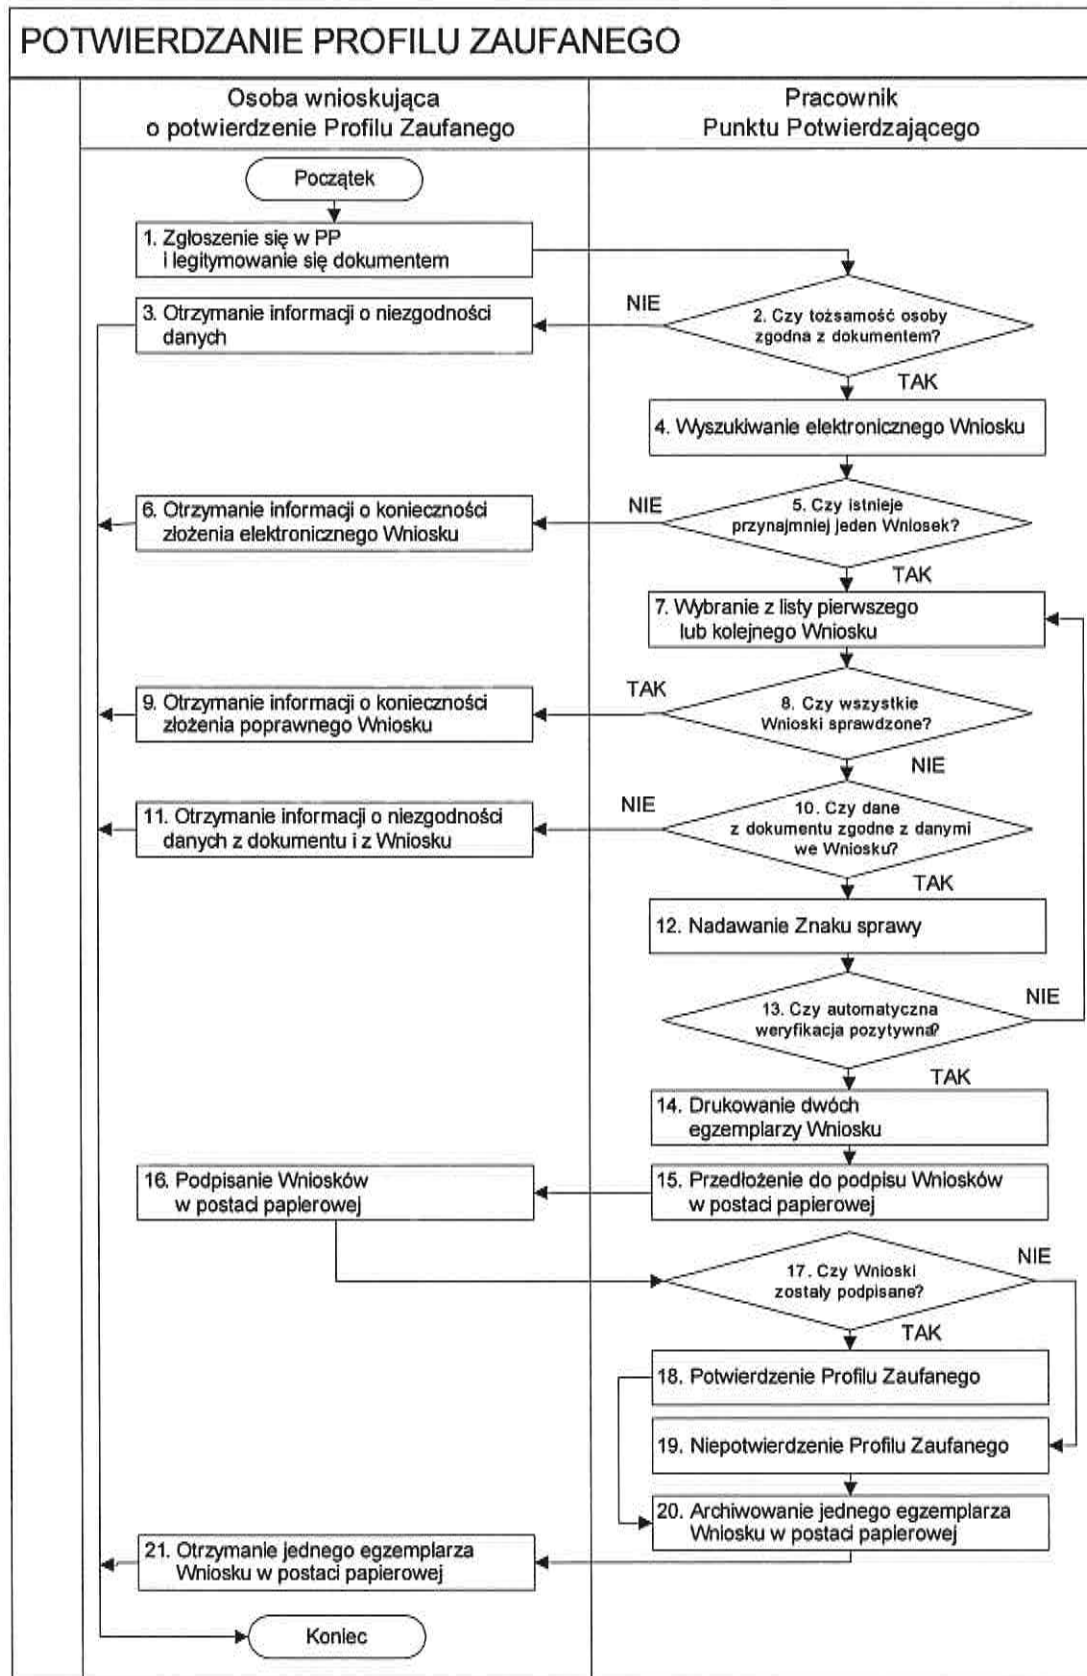 POTWIERDZANIE PROFILU ZAUFANEGO
Osoba wnioskująca
o potwierdzenie Profilu Zaufanego
Pracownik
Punktu Potwierdzającego
Początek
1. Zgłoszenie się w PP
i legitymowanie się dokumentem
NIE
2. Czy tożsamość osoby
zgodna z dokumentem?
3. Otrzymanie informacji o niezgodności
danych
TAK
4. Wyszukiwanie elektronicznego Wniosku
NIE
5. Czy istnieje
przynajmniej jeden Wniosek?
6. Otrzymanie informacji o konieczności
złożenia elektronicznego Wniosku
TAK
7. Wybranie z listy pierwszego
lub kolejnego Wniosku
TAK
8. Czy wszystkie
Wnioski sprawdzone?
9. Otrzymanie informacji o konieczności
złożenia poprawnego Wniosku
NIE
NIE
10. Czy dane
z dokumentu zgodne z danymi
we Wniosku?
11. Otrzymanie informacji o niezgodności
danych z dokumentu i z Wniosku
TAK
12. Nadawanie Znaku sprawy
NIE
13. Czy automatyczna
weryfikacja pozytywna?
TAK
14. Drukowanie dwóch
egzemplarzy Wniosku
16. Podpisanie Wniosków
w postaci papierowej
15. Przedłożenie do podpisu Wniosków
w postaci papierowej
NIE
17. Czy Wnioski
zostały podpisane?
TAK
18. Potwierdzenie Profilu Zaufanego
19. Niepotwierdzenie Profilu Zaufanego
20. Archiwowanie jednego egzemplarza
Wniosku w postaci papierowej
21. Otrzymanie jednego egzemplarza
Wniosku w postaci papierowej
Koniec